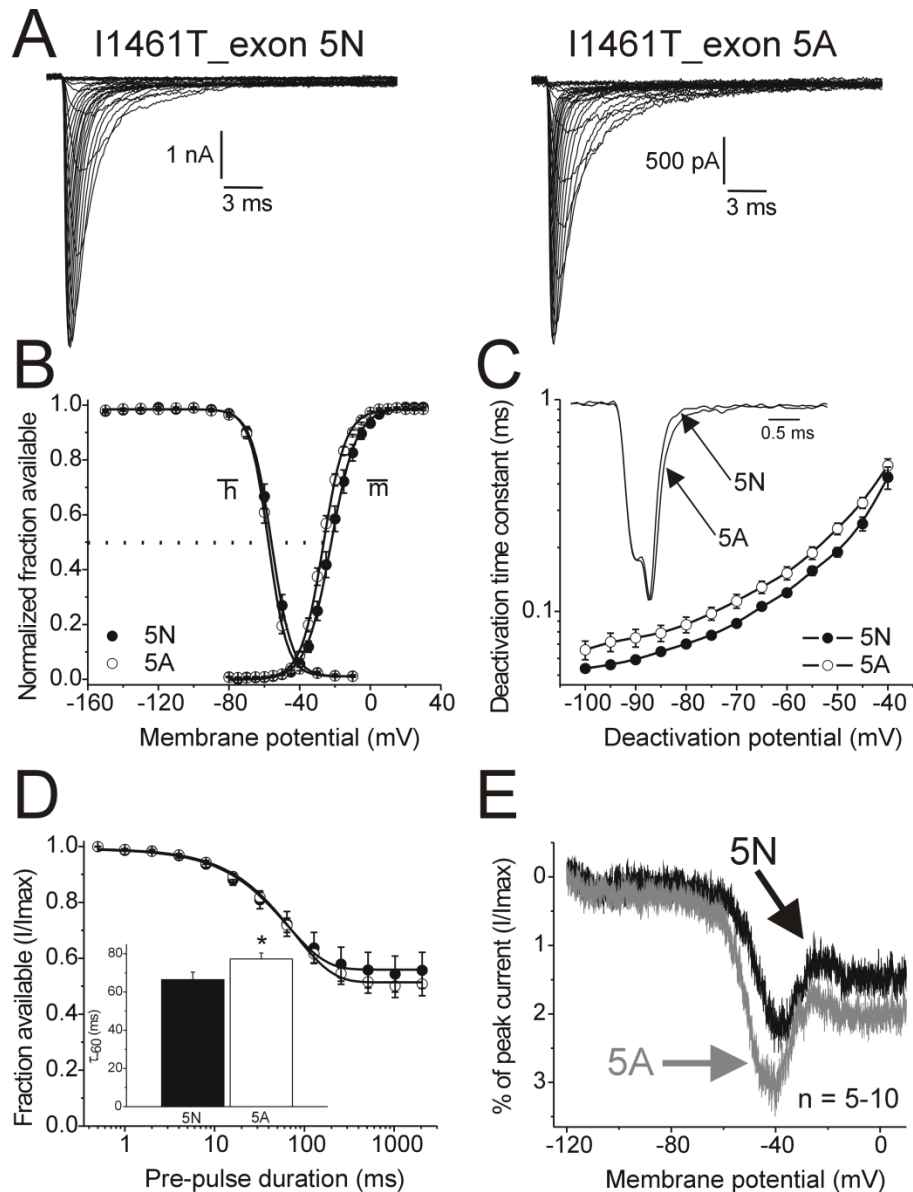 A
I1461T_exon 5N
I1461T_exon 5A
1 nA
3 ms
500 pA
3 ms
B
Normalized fraction available
1.0
0.8
0.6
0.4
0.2
0.0
h
m
5N
5A
-160
-120
-80
-40
0
40
Membrane potential (mV)
C
Deactivation time constant (ms)
1
0.1
0.5 ms
5N
5A
5N
5A
-100
-90
-80
-70
-60
-50
-40
Deactivation potential (mV)
D
Fraction available (I/Imax)
1.0
0.8
0.6
0.4
0.2
0.0
τ-60 (ms)
80
60
40
20
0
*
5N
5A
1
10
100
1000
Pre-pulse duration (ms)
E
% of peak current (I/Imax)
0
1
2
3
5N
5A
n = 5-10
-120
-80
-40
0
Membrane potential (mV)